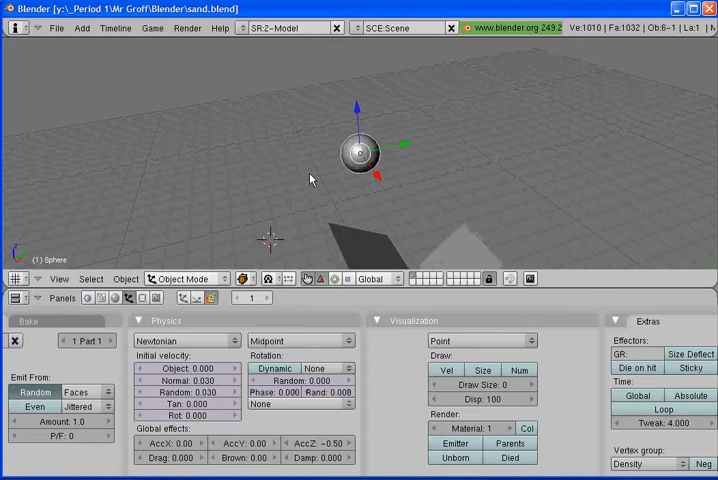 Blender [y:\_Period 1\Mr Groff\Blender\sand.blend]
File Add Timeline Game Render Help SR:2-Model SCE:Scene www.blender.org 249.2 Ve:1010 | Fa:1032 | Ob:6-1 | L
z
(1) Sphere
View Select Object Object Mode Global
Panels 1
Bake Physics Visualization Extras
1 Part 1 Newtonian Midpoint Point Effectors:
Initial velocity: Rotation: Draw: GR: Size Deflect
Emit From: Object: 0.000 Dynamic None Vel Size Num Die on hit Sticky
Random Faces Normal: 0.030 Random: 0.000 Draw Size: 0 Time:
Even Jittered Random: 0.030 Phase: 0.000 Rand: 0.000 Disp: 100 Global Absolute
Amount: 1.0 Tan: 0.000 None Render: Loop
P/F: 0 Rot: 0.000 Material: 1 Col Tweak: 4.000
Global effects: Emitter Parents
AccX: 0.00 AccY: 0.00 AccZ: -0.50 Unborn Died Vertex group:
Drag: 0.000 Brown: 0.00 Damp: 0.000 Density Neg